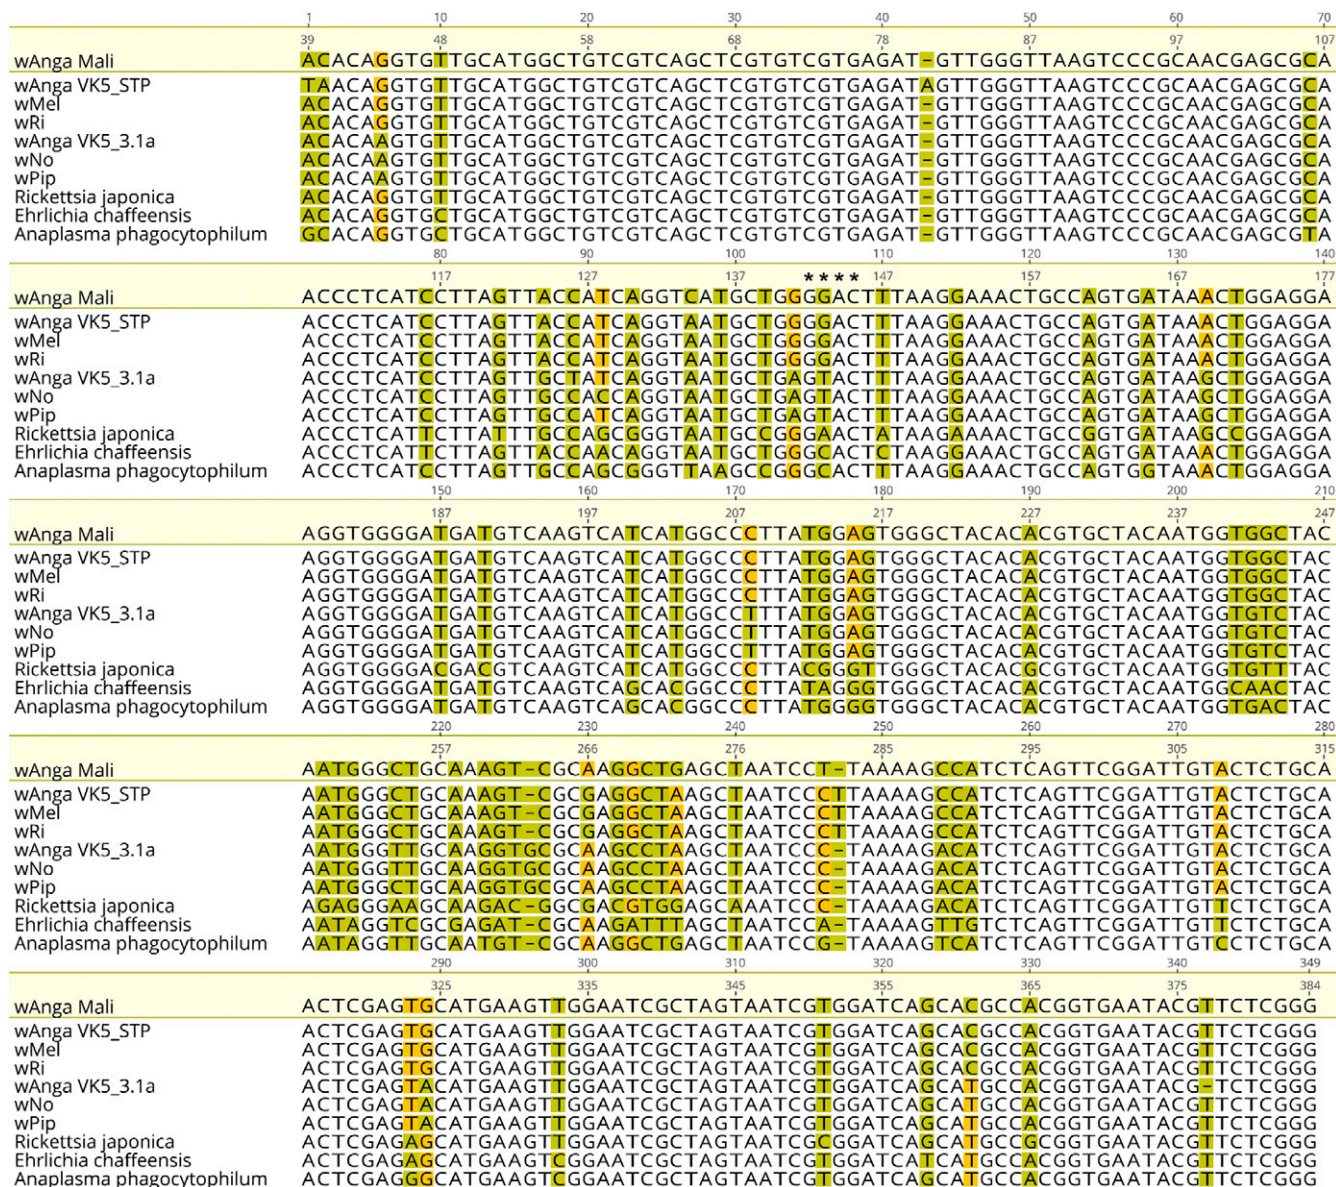 1 10 20 30 40 50 60 70
39 48 58 68 78 87 97 107
wAnga Mali ACACAGGTGTTGCATGGCTGTCGTCAGCTCGTGTCGTGAGAT-GTTGGGTTAAGTCCCGCAACGAGCGCA
wAnga VK5_STP TAACAGGTGTTGCATGGCTGTCGTCAGCTCGTGTCGTGAGATAGTTGGGTTAAGTCCCGCAACGAGCGCA
wMel ACACAGGTGTTGCATGGCTGTCGTCAGCTCGTGTCGTGAGAT-GTTGGGTTAAGTCCCGCAACGAGCGCA
wRi ACACAGGTGTTGCATGGCTGTCGTCAGCTCGTGTCGTGAGAT-GTTGGGTTAAGTCCCGCAACGAGCGCA
wAnga VK5_3.1a ACACAAGTGTTGCATGGCTGTCGTCAGCTCGTGTCGTGAGAT-GTTGGGTTAAGTCCCGCAACGAGCGCA
wNo ACACAAGTGTTGCATGGCTGTCGTCAGCTCGTGTCGTGAGAT-GTTGGGTTAAGTCCCGCAACGAGCGCA
wPip ACACAAGTGTTGCATGGCTGTCGTCAGCTCGTGTCGTGAGAT-GTTGGGTTAAGTCCCGCAACGAGCGCA
Rickettsia japonica ACACAGGTGTTGCATGGCTGTCGTCAGCTCGTGTCGTGAGAT-GTTGGGTTAAGTCCCGCAACGAGCGCA
Ehrlichia chaffeensis ACACAGGTGCTGCATGGCTGTCGTCAGCTCGTGTCGTGAGAT-GTTGGGTTAAGTCCCGCAACGAGCGCA
Anaplasma phagocytophilum GCACAGGTGCTGCATGGCTGTCGTCAGCTCGTGTCGTGAGAT-GTTGGGTTAAGTCCCGCAACGAGCGTA
80 90 100 110 120 130 140
117 127 137 **** 147 157 167 177
wAnga Mali ACCCTCATCCTTAGTTACCATCAGGTCATGCTGGGGACTTTAAGGAAACTGCCAGTGATAAACTGGAGGA
wAnga VK5_STP ACCCTCATCCTTAGTTACCATCAGGTAATGCTGGGGACTTTAAGGAAACTGCCAGTGATAAACTGGAGGA
wMel ACCCTCATCCTTAGTTACCATCAGGTAATGCTGGGGACTTTAAGGAAACTGCCAGTGATAAACTGGAGGA
wRi ACCCTCATCCTTAGTTACCATCAGGTAATGCTGGGGACTTTAAGGAAACTGCCAGTGATAAACTGGAGGA
wAnga VK5_3.1a ACCCTCATCCTTAGTTGCTATCAGGTAATGCTGAGTACTTTAAGGAAACTGCCAGTGATAAGCTGGAGGA
wNo ACCCTCATCCTTAGTTGCCACCAGGTAATGCTGAGTACTTTAAGGAAACTGCCAGTGATAAGCTGGAGGA
wPip ACCCTCATCCTTAGTTGCCATCAGGTAATGCTGAGTACTTTAAGGAAACTGCCAGTGATAAGCTGGAGGA
Rickettsia japonica ACCCTCATTCTTATTTGCCAGCGGGTAATGCCGGGAACTATAAGAAAACTGCCGGTGATAAGCCGGAGGA
Ehrlichia chaffeensis ACCCTCATTCTTAGTTACCAACAGGTAATGCTGGGCACTCTAAGGAAACTGCCAGTGATAAACTGGAGGA
Anaplasma phagocytophilum ACCCTCATCCTTAGTTGCCAGCGGGTTAAGCCGGGCACTTTAAGGAAACTGCCAGTGGTAAACTGGAGGA
150 160 170 180 190 200 210
187 197 207 217 227 237 247
wAnga Mali AGGTGGGGATGATGTCAAGTCATCATGGCCCTTATGGAGTGGGCTACACACGTGCTACAATGGTGGCTAC
wAnga VK5_STP AGGTGGGGATGATGTCAAGTCATCATGGCCCTTATGGAGTGGGCTACACACGTGCTACAATGGTGGCTAC
wMel AGGTGGGGATGATGTCAAGTCATCATGGCCCTTATGGAGTGGGCTACACACGTGCTACAATGGTGGCTAC
wRi AGGTGGGGATGATGTCAAGTCATCATGGCCCTTATGGAGTGGGCTACACACGTGCTACAATGGTGGCTAC
wAnga VK5_3.1a AGGTGGGGATGATGTCAAGTCATCATGGCCTTTATGGAGTGGGCTACACACGTGCTACAATGGTGTCTAC
wNo AGGTGGGGATGATGTCAAGTCATCATGGCCTTTATGGAGTGGGCTACACACGTGCTACAATGGTGTCTAC
wPip AGGTGGGGATGATGTCAAGTCATCATGGCCTTTATGGAGTGGGCTACACACGTGCTACAATGGTGTCTAC
Rickettsia japonica AGGTGGGGACGACGTCAAGTCATCATGGCCCTTACGGGTTGGGCTACACGCGTGCTACAATGGTGTTTAC
Ehrlichia chaffeensis AGGTGGGGATGATGTCAAGTCAGCACGGCCCTTATAGGGTGGGCTACACACGTGCTACAATGGCAACTAC
Anaplasma phagocytophilum AGGTGGGGATGATGTCAAGTCAGCACGGCCCTTATGGGGTGGGCTACACACGTGCTACAATGGTGACTAC
220 230 240 250 260 270 280
257 266 276 285 295 305 315
wAnga Mali AATGGGCTGCAAAGT-CGCAAGGCTGAGCTAATCCT-TAAAAGCCATCTCAGTTCGGATTGTACTCTGCA
wAnga VK5_STP AATGGGCTGCAAAGT-CGCGAGGCTAAGCTAATCCCTTAAAAGCCATCTCAGTTCGGATTGTACTCTGCA
wMel AATGGGCTGCAAAGT-CGCGAGGCTAAGCTAATCCCTTAAAAGCCATCTCAGTTCGGATTGTACTCTGCA
wRi AATGGGCTGCAAAGT-CGCGAGGCTAAGCTAATCCCTTAAAAGCCATCTCAGTTCGGATTGTACTCTGCA
wAnga VK5_3.1a AATGGGTTGCAAGGTGCGCAAGCCTAAGCTAATCCC-TAAAAGACATCTCAGTTCGGATTGTACTCTGCA
wNo AATGGGTTGCAAGGTGCGCAAGCCTAAGCTAATCCC-TAAAAGACATCTCAGTTCGGATTGTACTCTGCA
wPip AATGGGCTGCAAGGTGCGCAAGCCTAAGCTAATCCC-TAAAAGACATCTCAGTTCGGATTGTACTCTGCA
Rickettsia japonica AGAGGGAAGCAAGAC-GGCGACGTGGAGCAAATCCC-TAAAAGACATCTCAGTTCGGATTGTTCTCTGCA
Ehrlichia chaffeensis AATAGGTCGCGAGAT-CGCAAGATTTAGCTAATCCA-TAAAAGTTGTCTCAGTTCGGATTGTTCTCTGCA
Anaplasma phagocytophilum AATAGGTTGCAATGT-CGCAAGGCTGAGCTAATCCG-TAAAAGTCATCTCAGTTCGGATTGTCCTCTGCA
290 300 310 320 330 340 349
325 335 345 355 365 375 384
wAnga Mali ACTCGAGTGCATGAAGTTGGAATCGCTAGTAATCGTGGATCAGCACGCCACGGTGAATACGTTCTCGGG
wAnga VK5_STP ACTCGAGTGCATGAAGTTGGAATCGCTAGTAATCGTGGATCAGCACGCCACGGTGAATACGTTCTCGGG
wMel ACTCGAGTGCATGAAGTTGGAATCGCTAGTAATCGTGGATCAGCACGCCACGGTGAATACGTTCTCGGG
wRi ACTCGAGTGCATGAAGTTGGAATCGCTAGTAATCGTGGATCAGCACGCCACGGTGAATACGTTCTCGGG
wAnga VK5_3.1a ACTCGAGTACATGAAGTTGGAATCGCTAGTAATCGTGGATCAGCATGCCACGGTGAATACG-TCTCGGG
wNo ACTCGAGTACATGAAGTTGGAATCGCTAGTAATCGTGGATCAGCATGCCACGGTGAATACGTTCTCGGG
wPip ACTCGAGTACATGAAGTTGGAATCGCTAGTAATCGTGGATCAGCATGCCACGGTGAATACGTTCTCGGG
Rickettsia japonica ACTCGAGAGCATGAAGTTGGAATCGCTAGTAATCGCGGATCAGCATGCCGCGGTGAATACGTTCTCGGG
Ehrlichia chaffeensis ACTCGAGAGCATGAAGTCGGAATCGCTAGTAATCGTGGATCATCATGCCACGGTGAATACGTTCTCGGG
Anaplasma phagocytophilum ACTCGAGGGCATGAAGTCGGAATCGCTAGTAATCGTGGATCAGCATGCCACGGTGAATACGTTCTCGGG